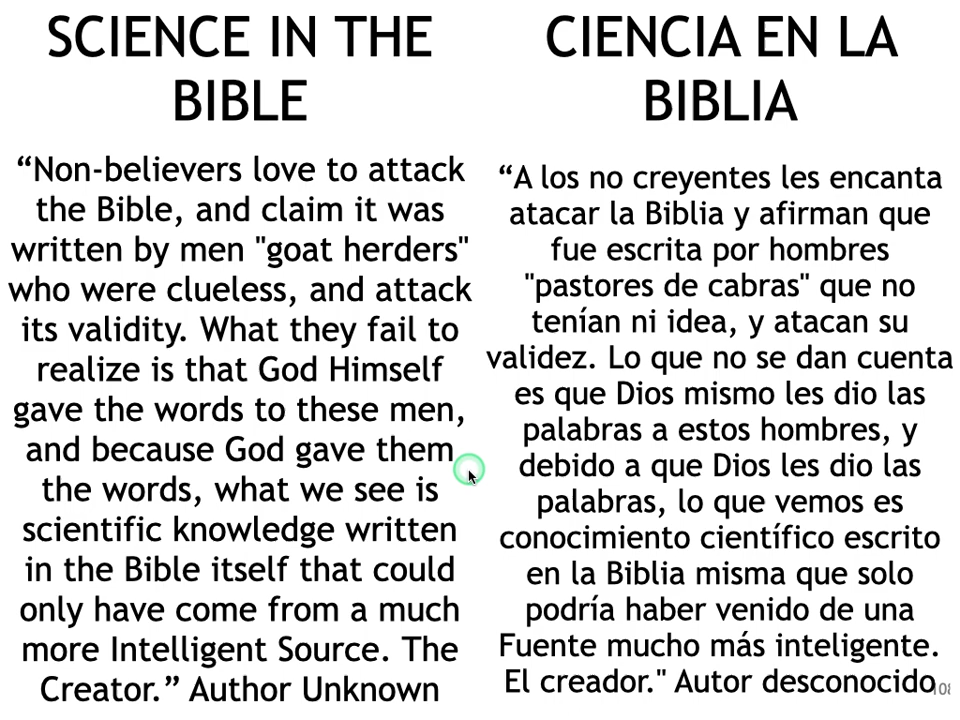 SCIENCE IN THE
BIBLE
“Non-believers love to attack
the Bible, and claim it was
written by men "goat herders"
who were clueless, and attack
its validity. What they fail to
realize is that God Himself
gave the words to these men,
and because God gave them
the words, what we see is
scientific knowledge written
in the Bible itself that could
only have come from a much
more Intelligent Source. The
Creator.” Author Unknown
CIENCIA EN LA
BIBLIA
“A los no creyentes les encanta
atacar la Biblia y afirman que
fue escrita por hombres
"pastores de cabras" que no
tenían ni idea, y atacan su
validez. Lo que no se dan cuenta
es que Dios mismo les dio las
palabras a estos hombres, y
debido a que Dios les dio las
palabras, lo que vemos es
conocimiento científico escrito
en la Biblia misma que solo
podría haber venido de una
Fuente mucho más inteligente.
El creador." Autor desconocido